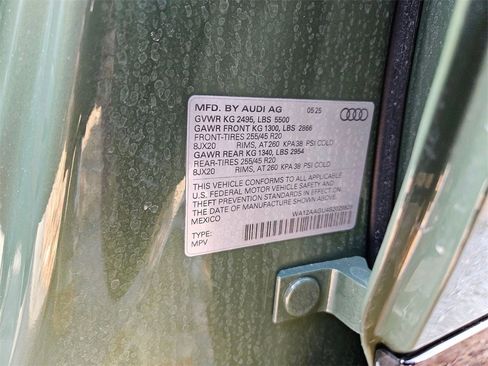 MFD. BY AUDI AG 05 25
GVWR KG 2495, LBS 5500
GAWR FRONT KG 1300, LBS 2866
FRONT-TIRES 255/45 R20
8JX20 RIMS, AT 260 KPA 38 PSI COLD
GAWR REAR KG 1340, LBS 2954
REAR-TIRES 255/45 R20
8JX20 RIMS, AT 260 KPA 38 PSI COLD
THIS VEHICLE CONFORMS TO ALL APPLICABLE
U.S. FEDERAL MOTOR VEHICLE SAFETY AND
THEFT PREVENTION STANDARDS IN EFFECT ON
THE DATE OF MANUFACTURE SHOWN ABOVE.
MEXICO
TYPE:
MPV